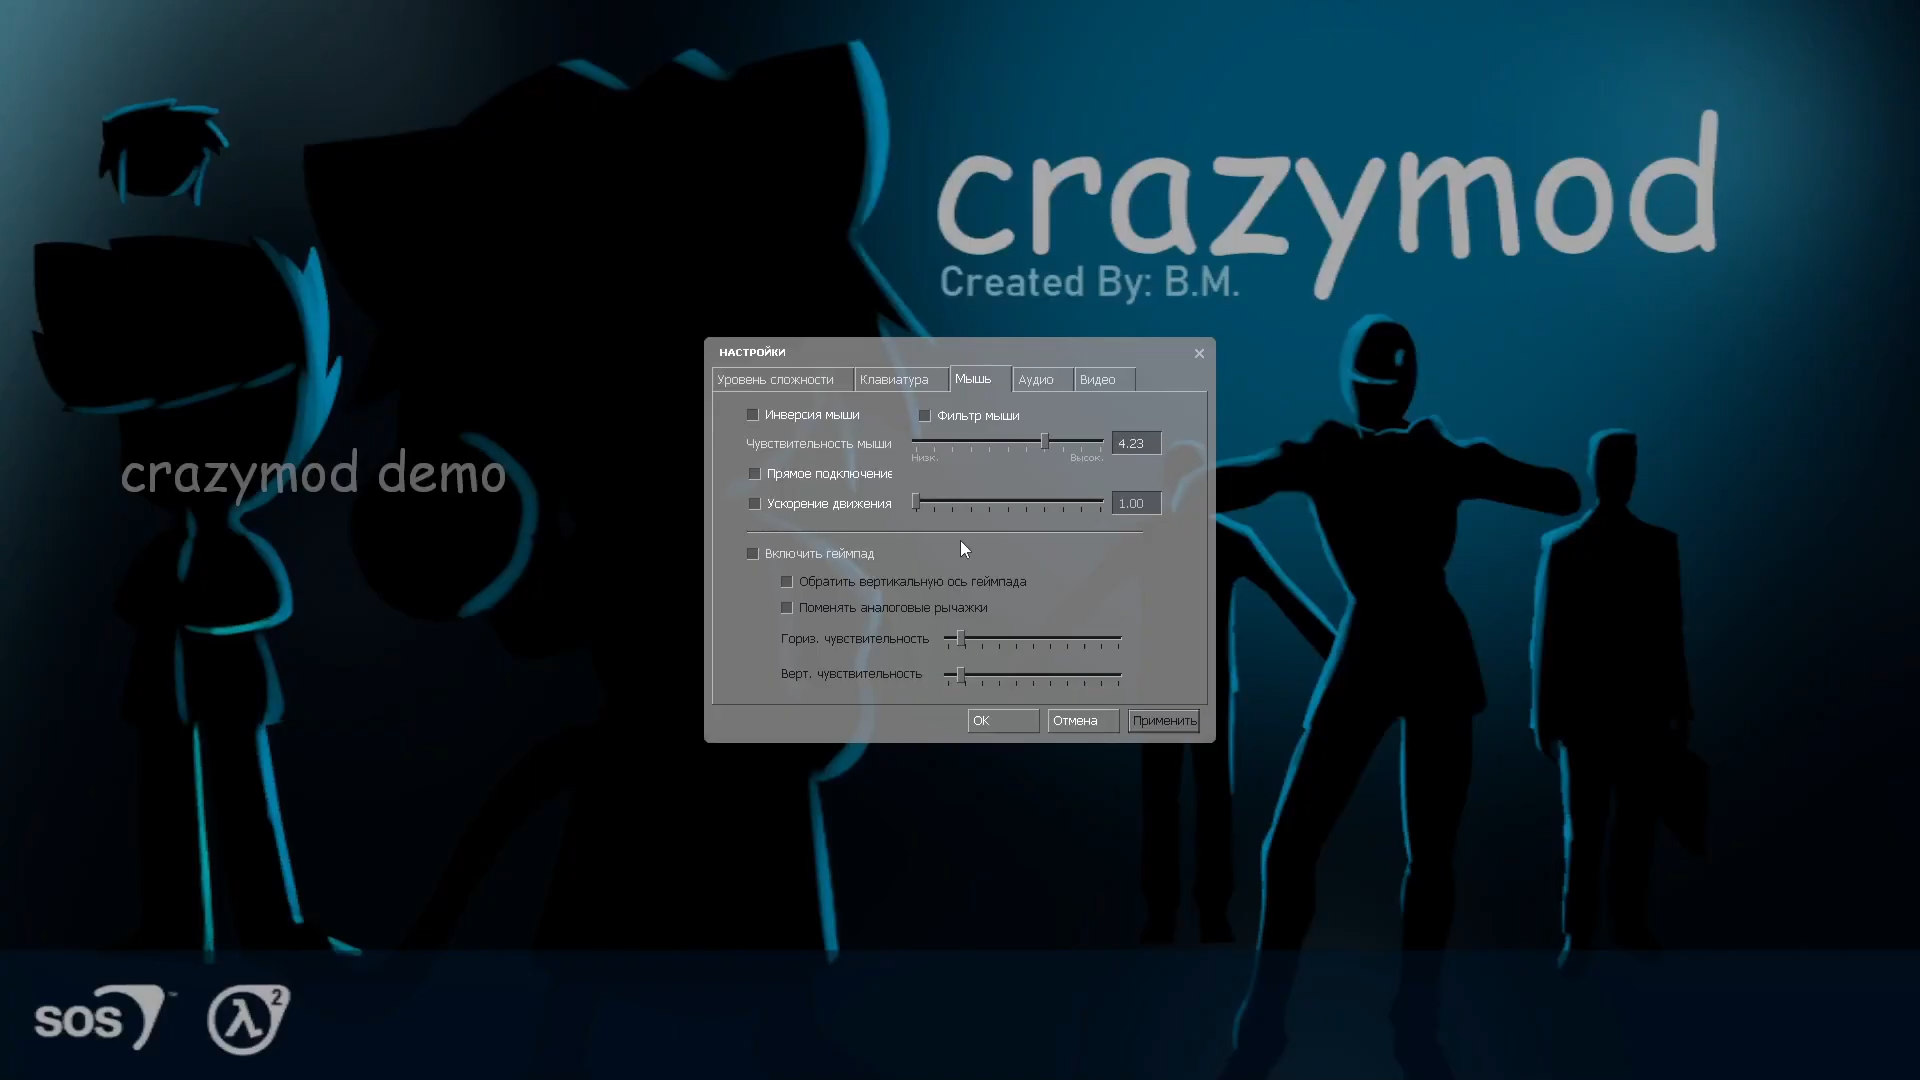 crazymod
Created By: B.M.
crazymod demo
НАСТРОЙКИ
Уровень сложности Клавиатура Мышь Аудио Видео
Инверсия мыши Фильтр мыши
Чувствительность мыши 4.23
Низк. Высок.
Прямое подключение
Ускорение движения 1.00
Включить геймпад
Обратить вертикальную ось геймпада
Поменять аналоговые рычажки
Гориз. чувствительность
Верт. чувствительность
OK Отмена Применить
sos7™ λ2